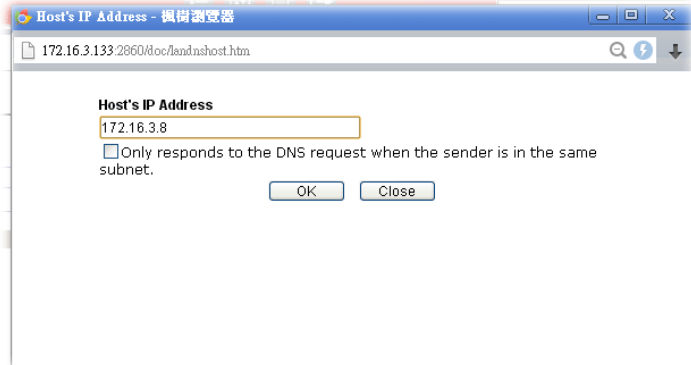 Host's IP Address - 楓樹瀏覽器
172.16.3.133:2860/doc/landnshost.htm
Host's IP Address
172.16.3.8
Only responds to the DNS request when the sender is in the same
subnet.
OK Close